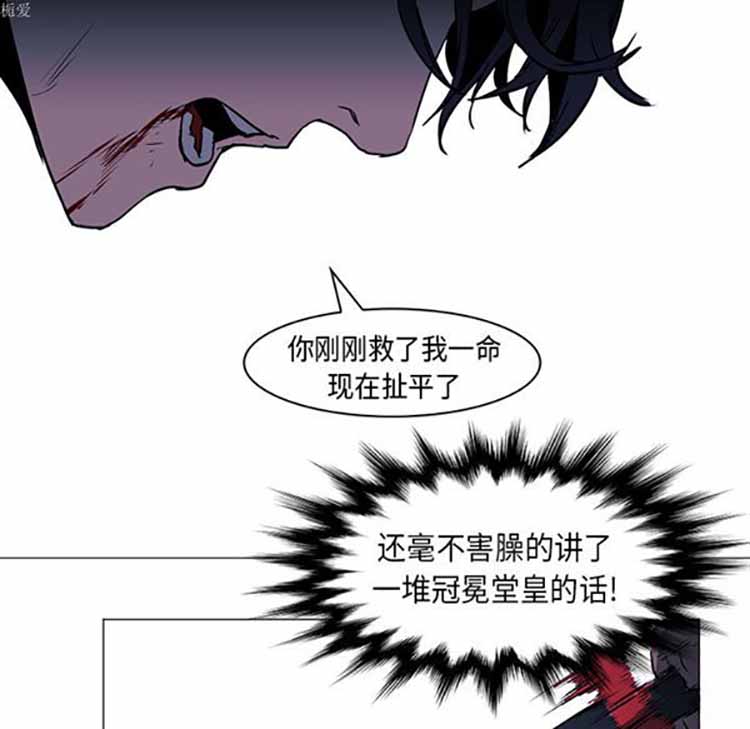 栀爱
你刚刚救了我一命
现在扯平了
还毫不害臊的讲了
一堆冠冕堂皇的话!